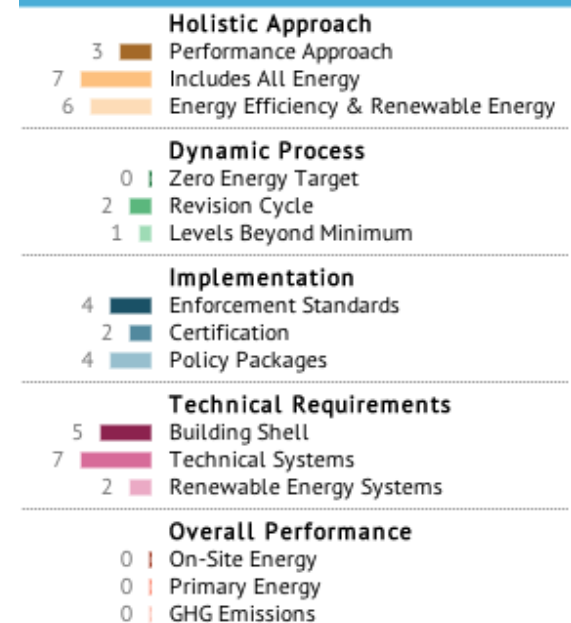 Holistic Approach
3 Performance Approach
7 Includes All Energy
6 Energy Efficiency & Renewable Energy
Dynamic Process
0 Zero Energy Target
2 Revision Cycle
1 Levels Beyond Minimum
Implementation
4 Enforcement Standards
2 Certification
4 Policy Packages
Technical Requirements
5 Building Shell
7 Technical Systems
2 Renewable Energy Systems
Overall Performance
0 On-Site Energy
0 Primary Energy
0 GHG Emissions